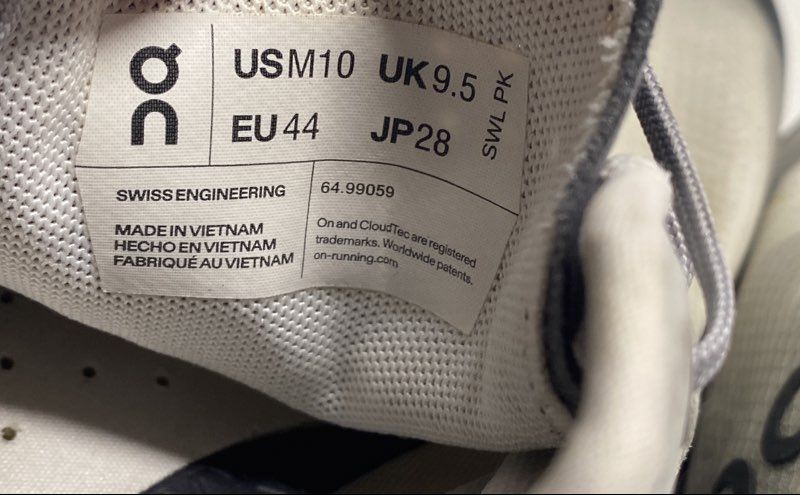 On
USM10 UK9.5
EU44 JP28
SWL PK
SWISS ENGINEERING
MADE IN VIETNAM
HECHO EN VIETNAM
FABRIQUÉ AU VIETNAM
64.99059
On and CloudTec are registered
trademarks. Worldwide patents.
on-running.com